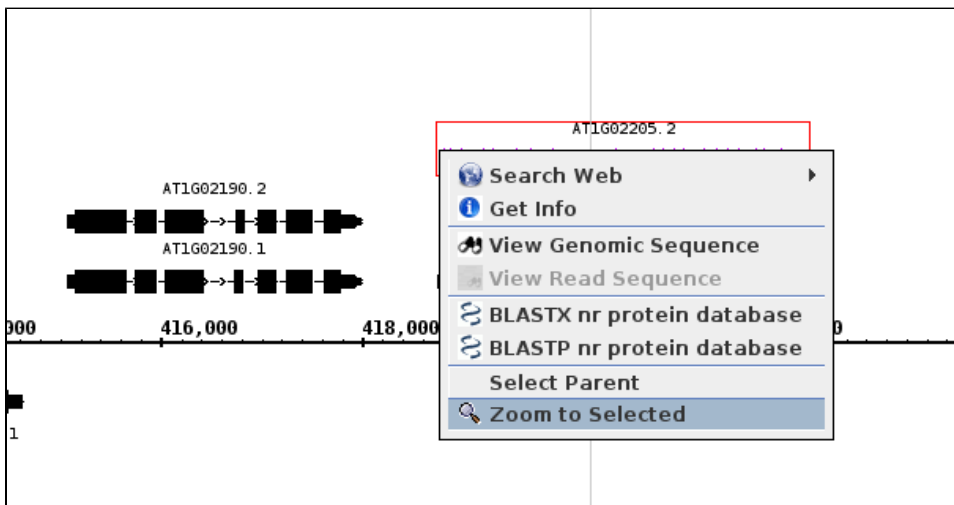 AT1G02205.2
AT1G02190.2
AT1G02190.1
000 416,000 418,000 0
1
Search Web
Get Info
View Genomic Sequence
View Read Sequence
BLASTX nr protein database
BLASTP nr protein database
Select Parent
Zoom to Selected